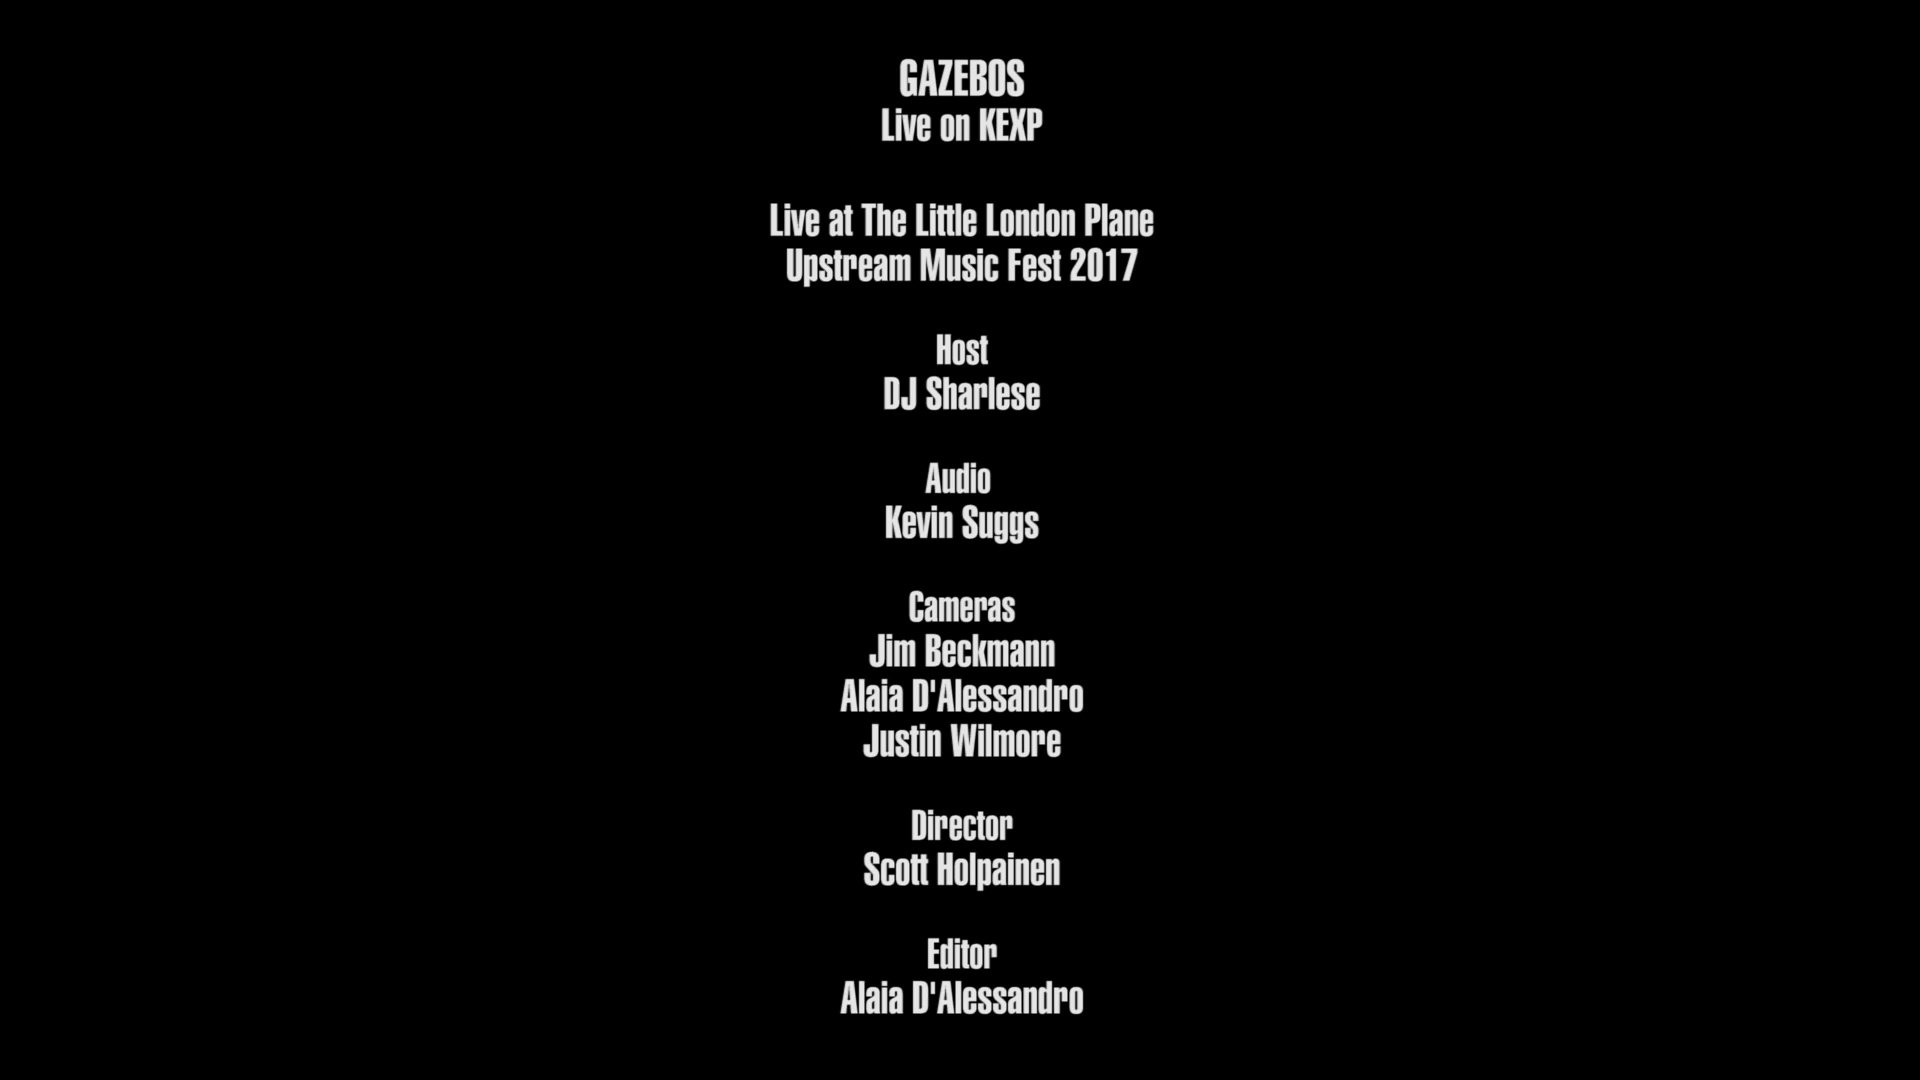 GAZEBOS
Live on KEXP
Live at The Little London Plane
Upstream Music Fest 2017
Host
DJ Sharlese
Audio
Kevin Suggs
Cameras
Jim Beckmann
Alaia D'Alessandro
Justin Wilmore
Director
Scott Holpainen
Editor
Alaia D'Alessandro